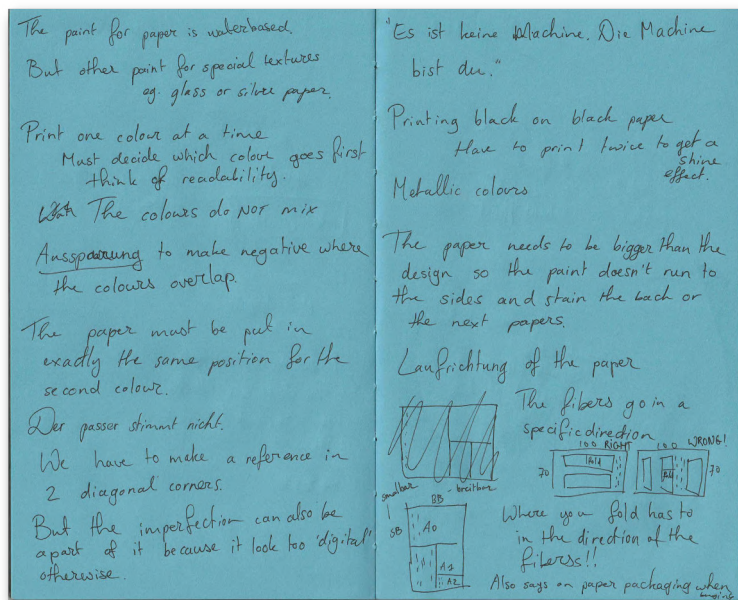 The paint for paper is waterbased.
But other paint for special textures
eg. glass or silver paper.
Print one colour at a time
Must decide which colour goes first
think of readability.
The colours do NOT mix
Aussparung to make negative where
the colours overlap.
The paper must be put in
exactly the same position for the
second colour.
Der passer stimmt nicht.
We have to make a reference in
2 diagonal corners.
But the imperfection can also be
a part of it because it look too 'digital'
otherwise.
"Es ist keine Machine. Die Machine
bist du."
Printing black on black paper
Have to print twice to get a
shine
effect.
Metallic colours
The paper needs to be bigger than the
design so the paint doesn't run to
the sides and stain the back or
the next papers.
Laufrichtung of the paper
The fibers go in a
specific direction
100 RIGHT
100 WRONG!
70
A1
70
- breitbar
BB
SB
A0
A1
A2
Where you fold has to
in the direction of the
fiberss!!
Also says on paper packaging when